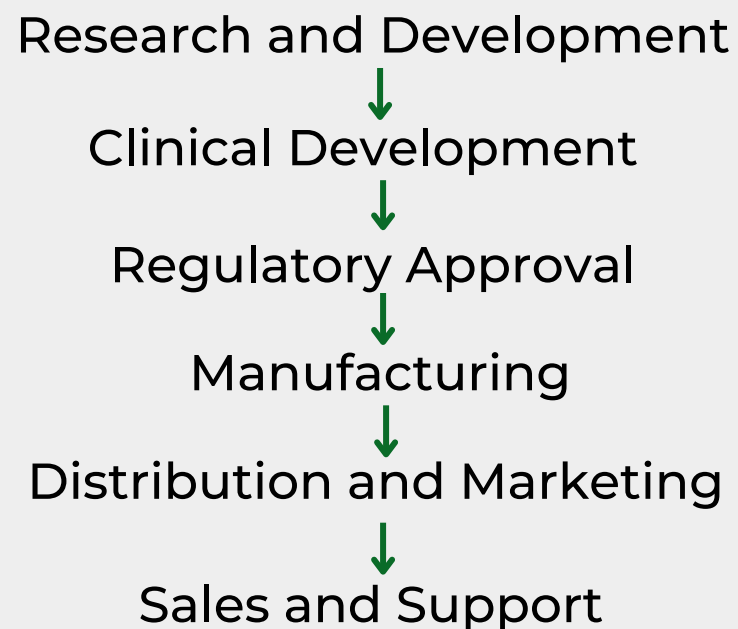 Research and Development
Clinical Development
Regulatory Approval
Manufacturing
Distribution and Marketing
Sales and Support